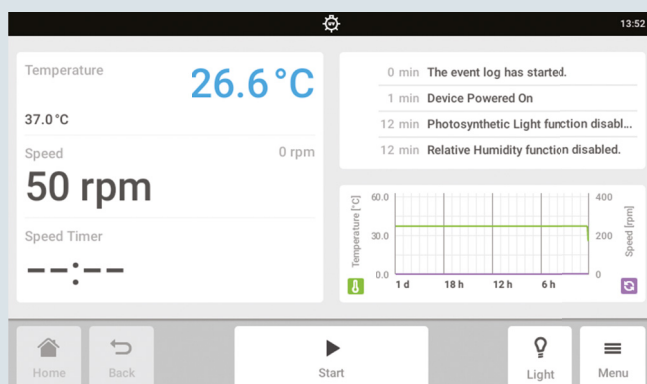 UV
13:52
Temperature
26.6 °C
37.0 °C
Speed
0 rpm
50 rpm
Speed Timer
--:--
0 min The event log has started.
1 min Device Powered On
12 min Photosynthetic Light function disabl...
12 min Relative Humidity function disabled.
Temperature [°C]
60.0
30.0
0.0
1 d 18 h 12 h 6 h
400
200
0
Speed [rpm]
Home
Back
Start
Light
Menu